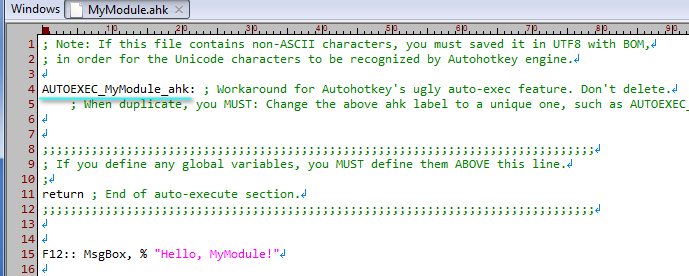 Windows MyModule.ahk
1 ; Note: If this file contains non-ASCII characters, you must saved it in UTF8 with BOM,
2 ; in order for the Unicode characters to be recognized by Autohotkey engine.
3
4 AUTOEXEC_MyModule_ahk: ; Workaround for Autohotkey's ugly auto-exec feature. Don't delete.
5 ; When duplicate, you MUST: Change the above ahk label to a unique one, such as AUTOEXEC_
6
7
8 ;;;;;;;;;;;;;;;;;;;;;;;;;;;;;;;;;;;;;;;;;;;;;;;;;;;;;;;;;;;;;;;;;;;;;;;;;;;;;;;
9 ; If you define any global variables, you MUST define them ABOVE this line.
10 ;
11 return ; End of auto-execute section.
12 ;;;;;;;;;;;;;;;;;;;;;;;;;;;;;;;;;;;;;;;;;;;;;;;;;;;;;;;;;;;;;;;;;;;;;;;;;;;;;;;
13
14
15 F12:: MsgBox, % "Hello, MyModule!"
16